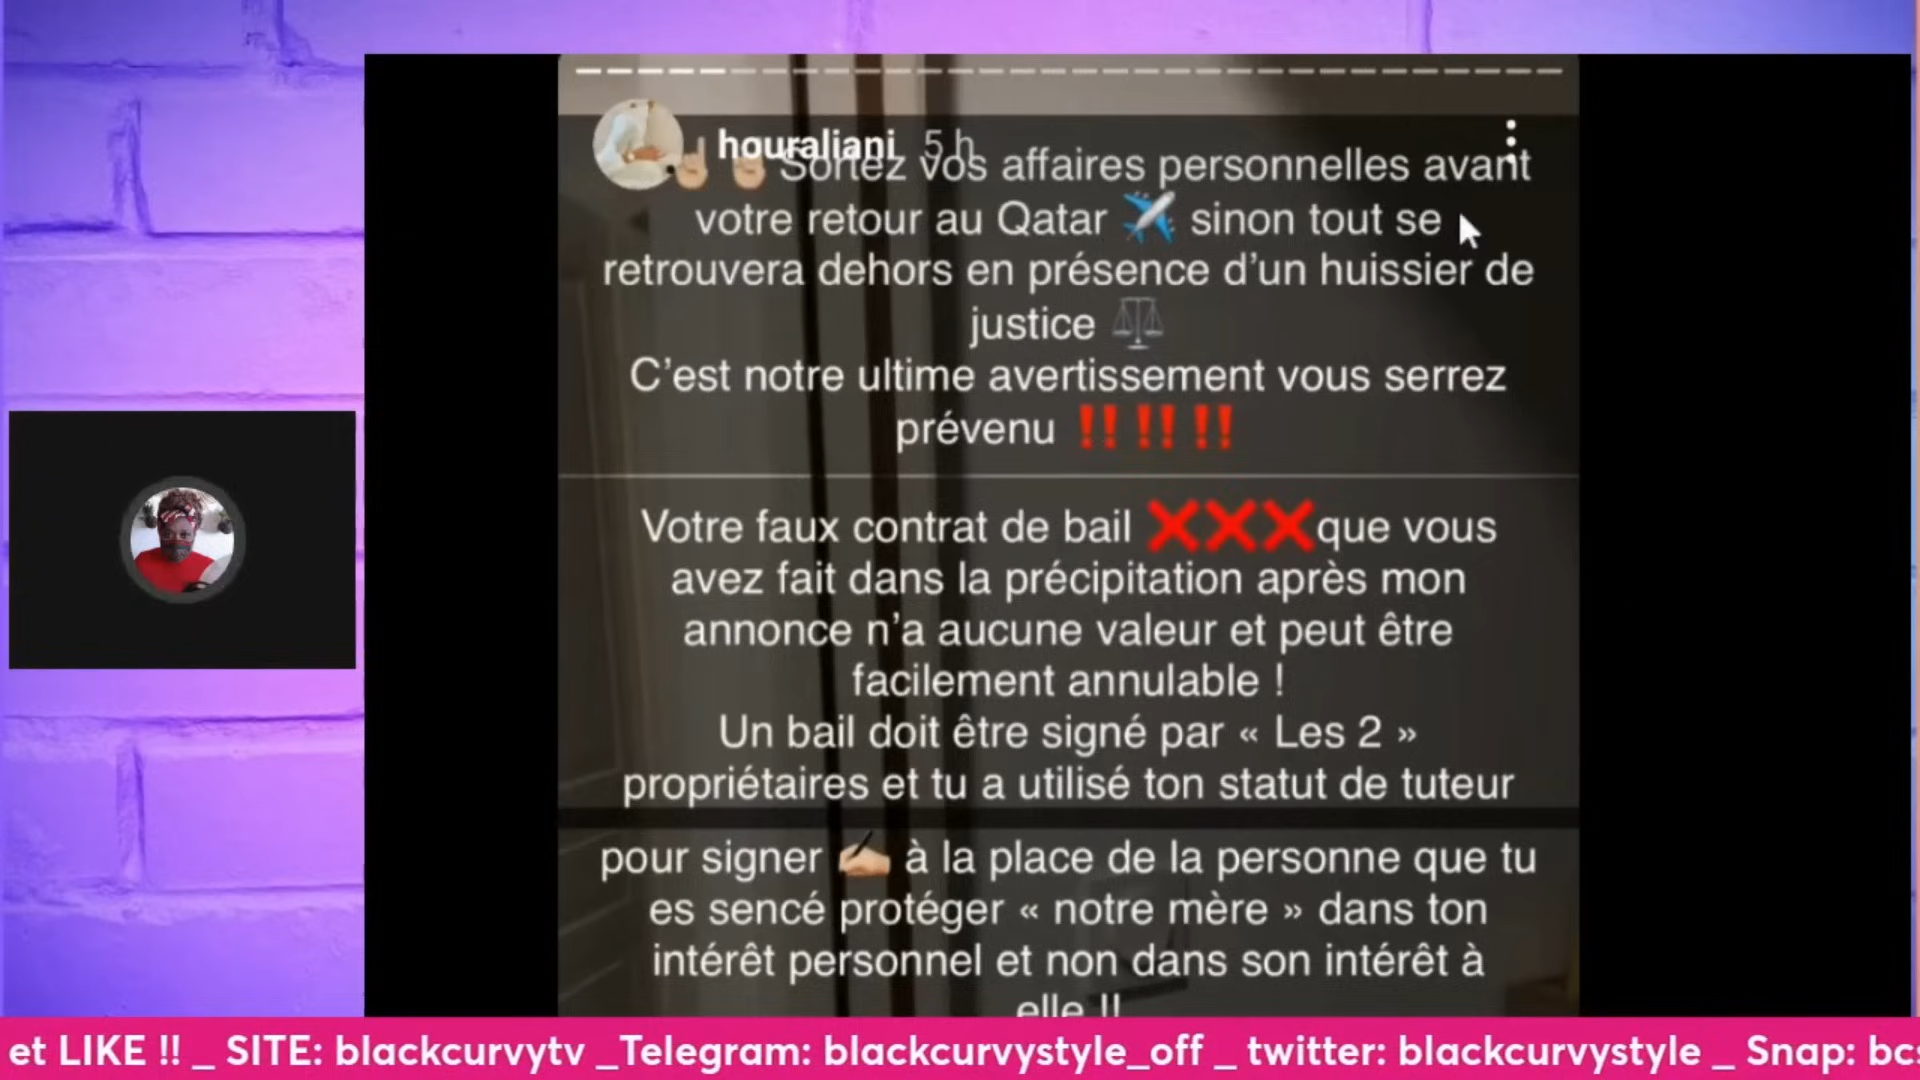 houraliani 5 h
Sortez vos affaires personnelles avant
votre retour au Qatar ✈️ sinon tout se
retrouvera dehors en présence d’un huissier de
justice ⚖️
C’est notre ultime avertissement vous serrez
prévenu ‼️‼️‼️
Votre faux contrat de bail ❌❌❌que vous
avez fait dans la précipitation après mon
annonce n’a aucune valeur et peut être
facilement annulable !
Un bail doit être signé par « Les 2 »
propriétaires et tu a utilisé ton statut de tuteur
pour signer ✍🏼 à la place de la personne que tu
es sencé protéger « notre mère » dans ton
intérêt personnel et non dans son intérêt à
elle !!
et LIKE !! _ SITE: blackcurvytv _Telegram: blackcurvystyle_off _ twitter: blackcurvystyle _ Snap: bcs